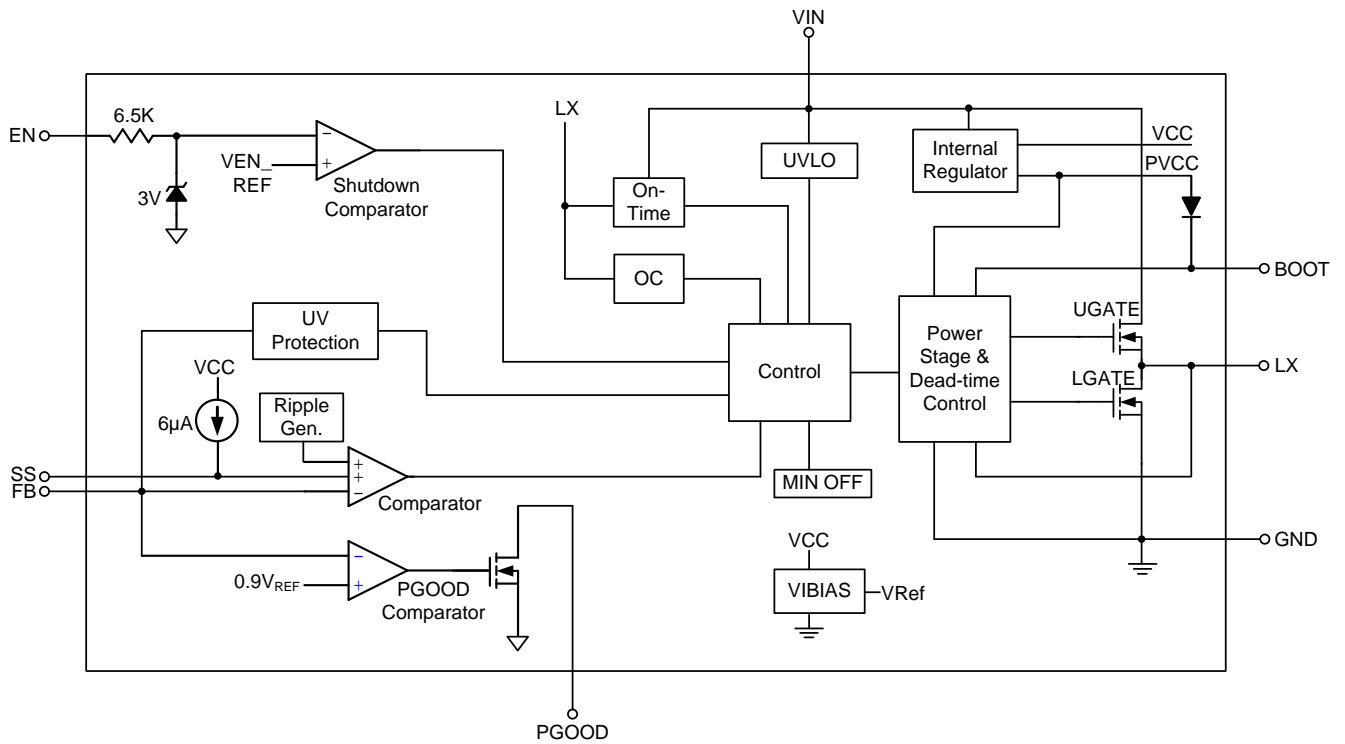 VIN
EN
6.5K
3V
VEN_
REF
−
+
Shutdown
Comparator
LX
On-
Time
OC
UVLO
Internal
Regulator
VCC
PVCC
BOOT
UV
Protection
VCC
6µA
Ripple
Gen.
SS
FB
+
+
−
Comparator
Control
MIN OFF
Power
Stage &
Dead-time
Control
UGATE
LGATE
LX
GND
0.9VREF
−
+
PGOOD
Comparator
VCC
VIBIAS
VRef
PGOOD